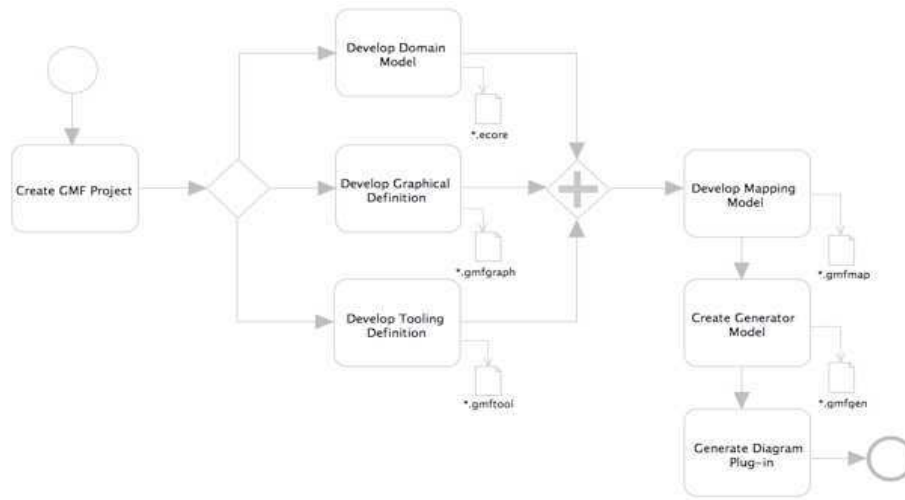 Develop Domain
Model
*.ecore
Create GMF Project
Develop Graphical
Definition
*.gmfgraph
Develop Tooling
Definition
*.gmftool
Develop Mapping
Model
*.gmfmap
Create Generator
Model
*.gmfgen
Generate Diagram
Plug-in